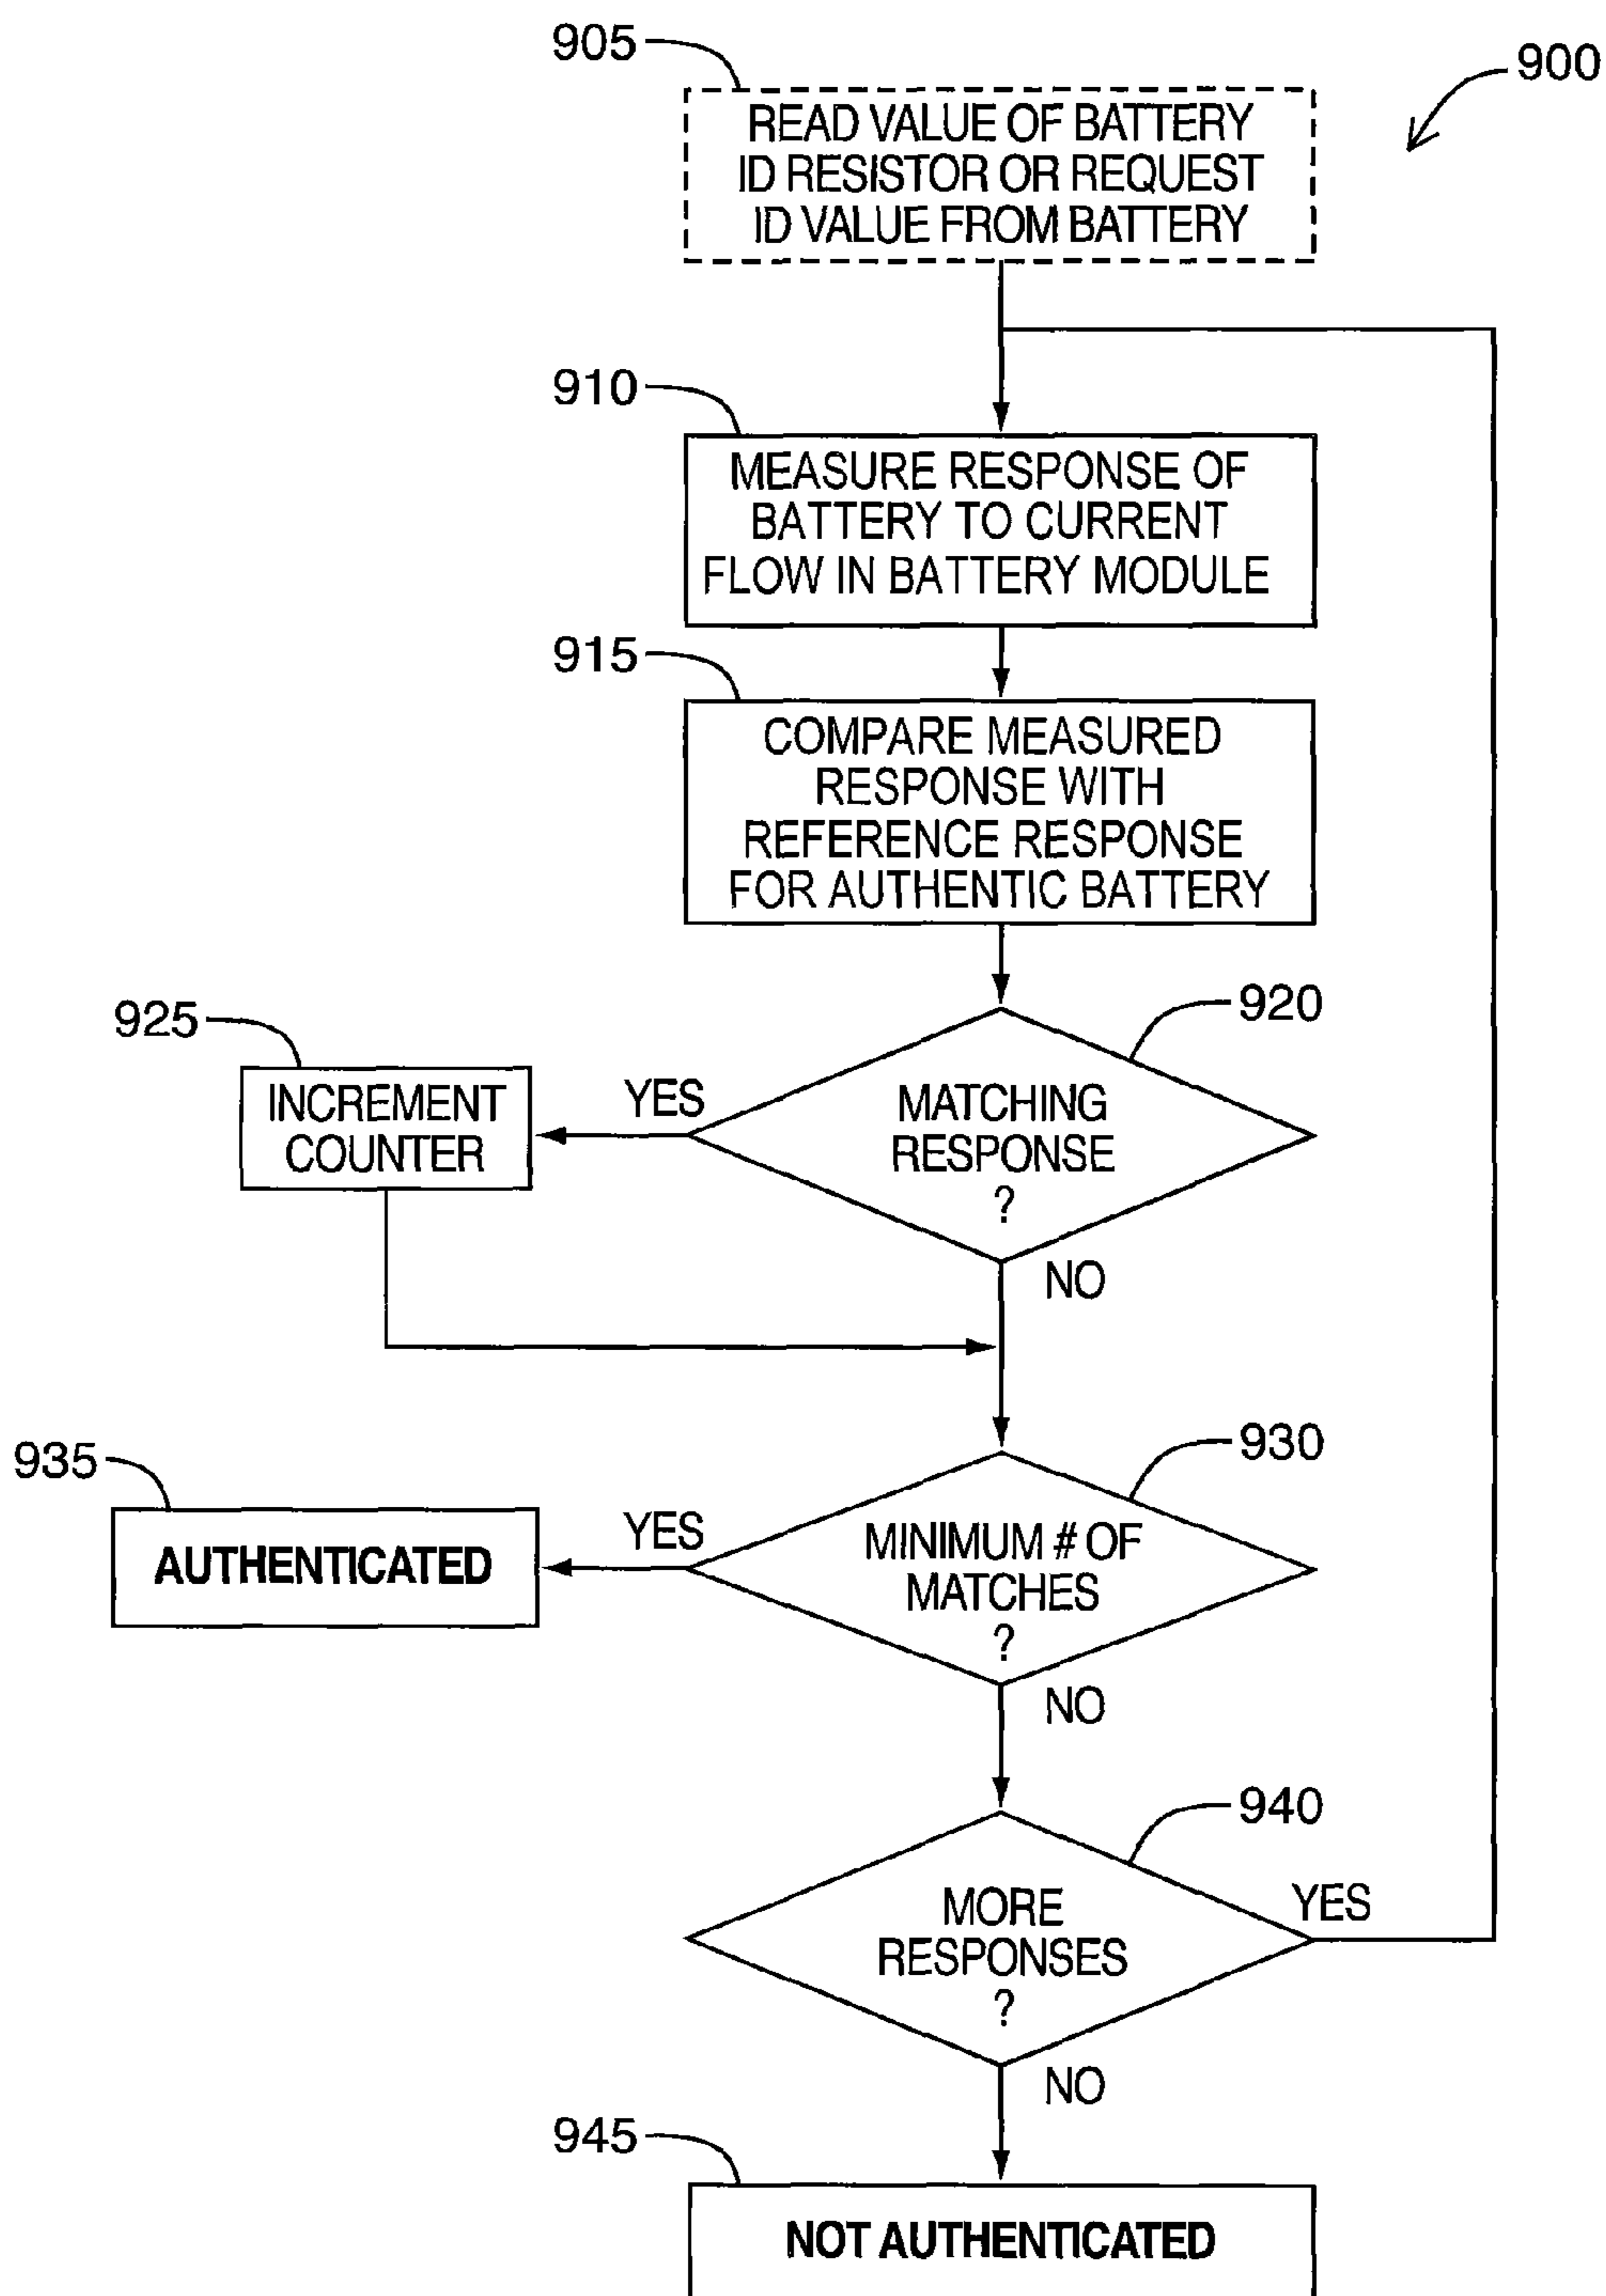 905
900
READ VALUE OF BATTERY
ID RESISTOR OR REQUEST
ID VALUE FROM BATTERY
910
MEASURE RESPONSE OF
BATTERY TO CURRENT
FLOW IN BATTERY MODULE
915
COMPARE MEASURED
RESPONSE WITH
REFERENCE RESPONSE
FOR AUTHENTIC BATTERY
920
925
INCREMENT
COUNTER
YES
MATCHING
RESPONSE
?
NO
930
935
AUTHENTICATED
YES
MINIMUM # OF
MATCHES
?
NO
940
MORE
RESPONSES
?
YES
NO
945
NOT AUTHENTICATED